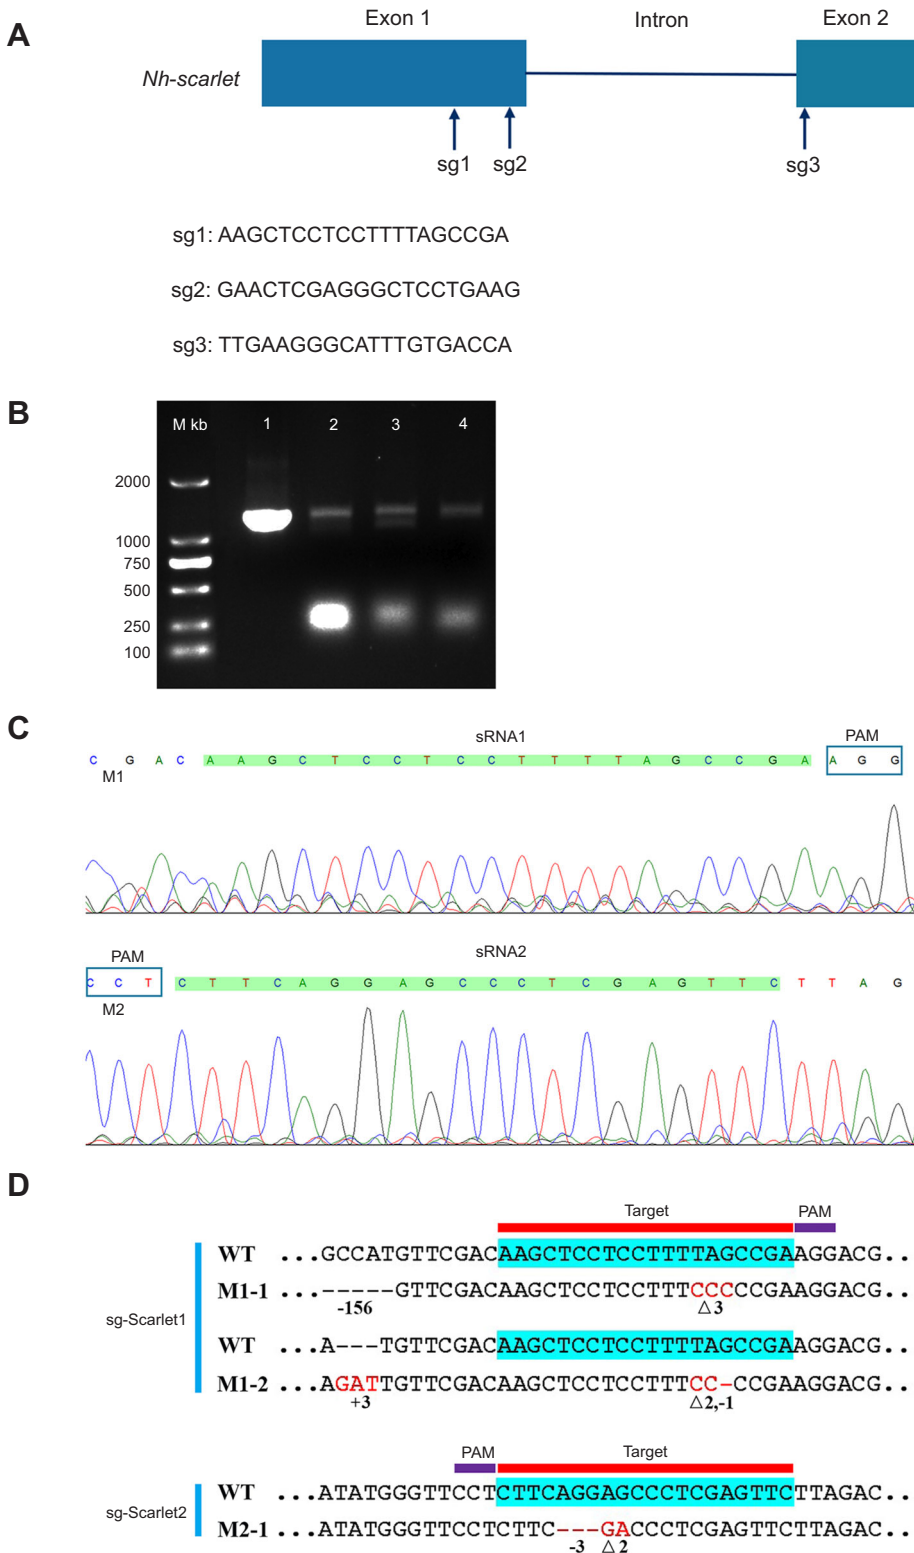 A
Exon 1 Intron Exon 2
Nh-scarlet
sg1 sg2 sg3
sg1: AAGCTCCTCCTTTTAGCCGA
sg2: GAACTCGAGGGCTCCTGAAG
sg3: TTGAAGGGCATTTGTGACCA
B
M kb 1 2 3 4
2000
1000
750
500
250
100
C
sRNA1 PAM
C G A C A A G C T C C T C C T T T T A G C C G A A G G
M1
PAM sRNA2
C C T C T T C A G G A G C C C T C G A G T T C T T A G
M2
D
Target PAM
WT ...GCCATGTTCGACAAGCTCCTCCTTTTAGCCGAAGGACG..
M1-1 ...-----GTTCGACAAGCTCCTCCTTTCCCCCGAAGGACG..
-156 △3
sg-Scarlet1
WT ...A---TGTTCGACAAGCTCCTCCTTTTAGCCGAAGGACG..
M1-2 ...AGATTGTTCGACAAGCTCCTCCTTTCC-CCGAAGGACG..
+3 △2,-1
PAM Target
WT ...ATATGGGTTCCTCTTCAGGAGCCCTCGAGTTCTTAGAC..
sg-Scarlet2
M2-1 ...ATATGGGTTCCTCTTC---GACCCTCGAGTTCTTAGAC..
-3 △2